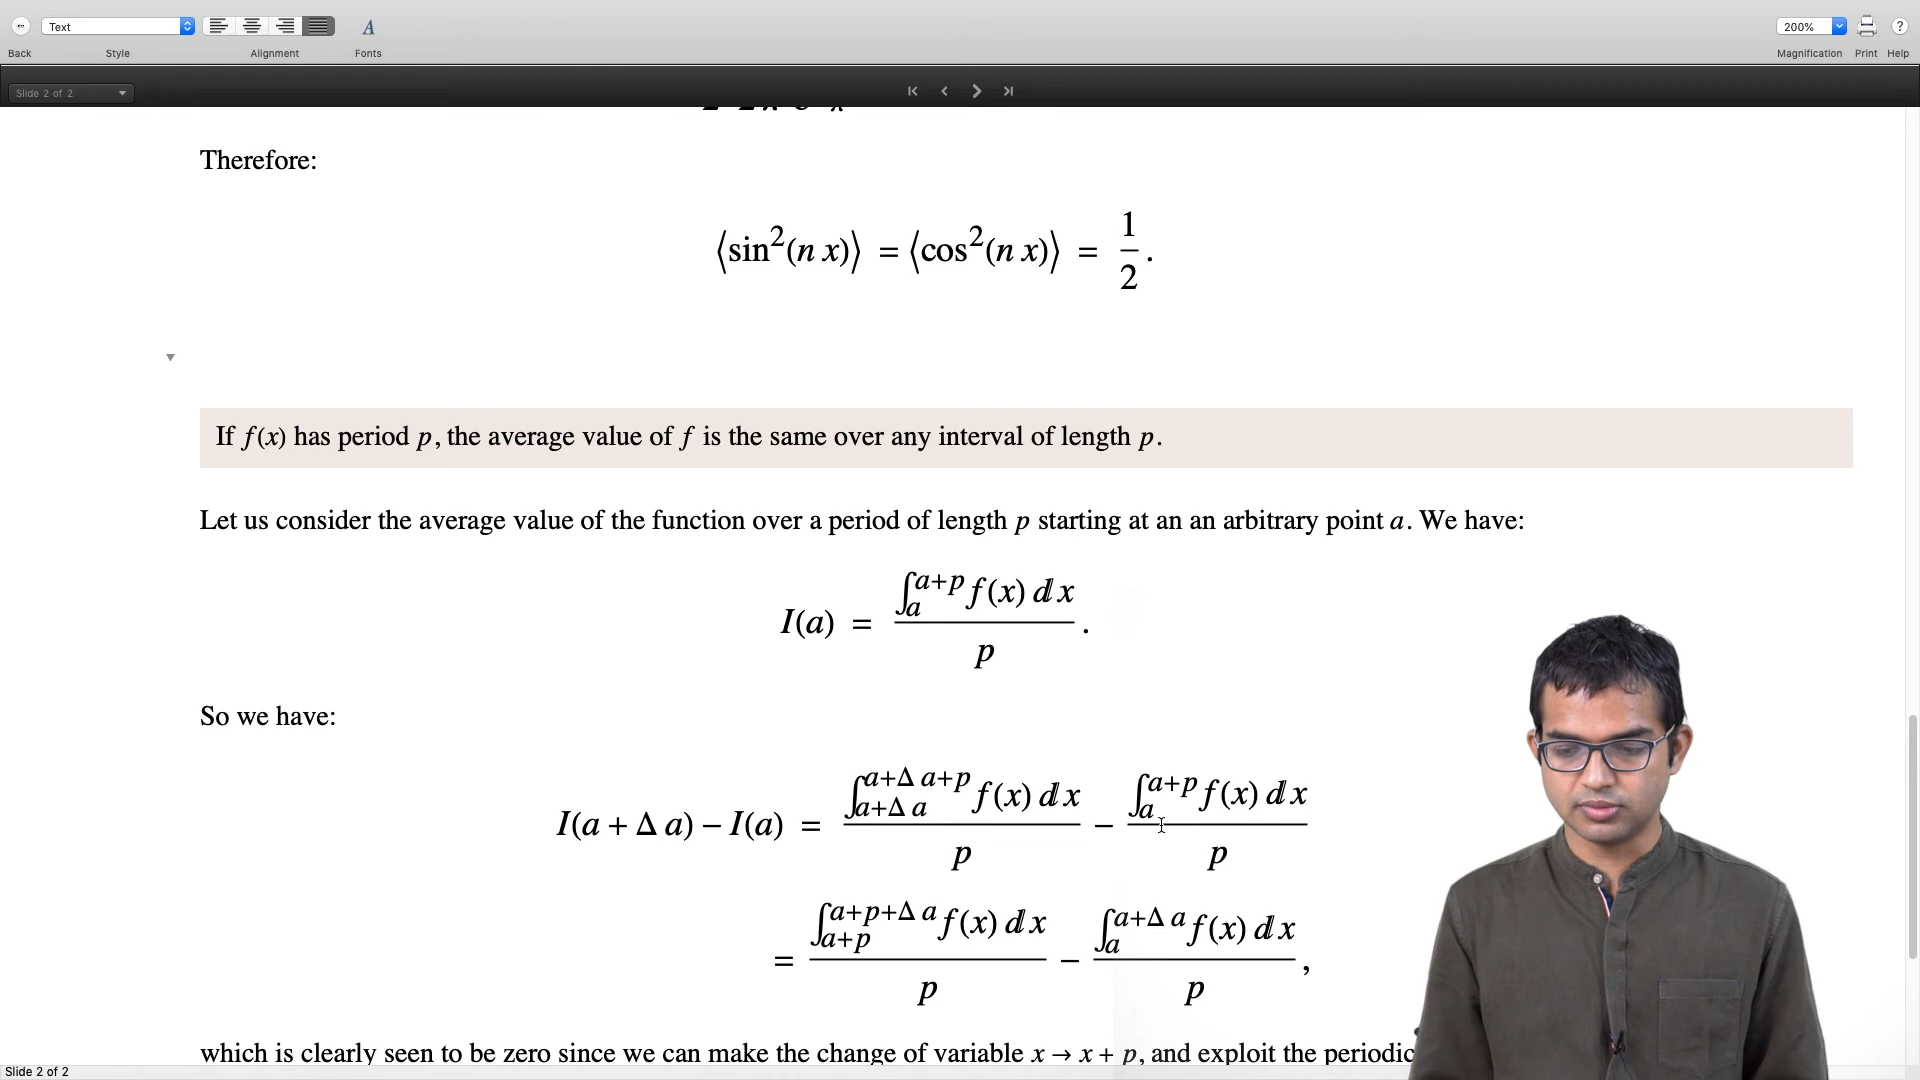 Text
200%
Back
Style
Alignment
Fonts
Magnification
Print
Help
Slide 2 of 2
Therefore:
⟨sin²(n x)⟩ = ⟨cos²(n x)⟩ = 1/2 .
If f(x) has period p, the average value of f is the same over any interval of length p.
Let us consider the average value of the function over a period of length p starting at an an arbitrary point a. We have:
I(a) = ∫_a^{a+p} f(x) ⅆx / p .
So we have:
I(a + Δ a) − I(a) = ∫_{a+Δ a}^{a+Δ a+p} f(x) ⅆx / p − ∫_a^{a+p} f(x) ⅆx / p
= ∫_{a+p}^{a+p+Δ a} f(x) ⅆx / p − ∫_a^{a+Δ a} f(x) ⅆx / p ,
which is clearly seen to be zero since we can make the change of variable x → x + p, and exploit the periodic
Slide 2 of 2